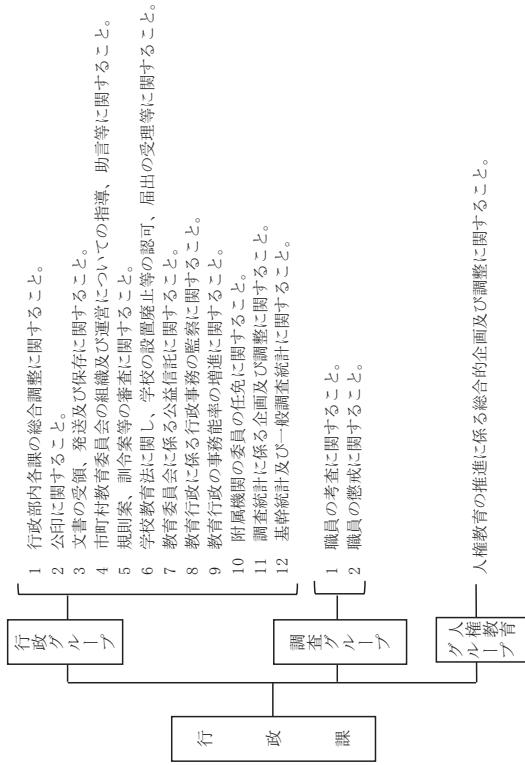 行政課
行政グループ
1 行政部内各課の総合調整に関すること。
2 公印に関すること。
3 文書の受領、発送及び保存に関すること。
4 市町村教育委員会の組織及び運営についての指導、助言等に関すること。
5 規則案、訓令案等の審査に関すること。
6 学校教育法に関し、学校の設置廃止等の認可、届出の受理等に関すること。
7 教育委員会に係る公益信託に関すること。
8 教育行政に係る行政事務の監察に関すること。
9 教育行政の事務能率の増進に関すること。
10 附属機関の委員の任免に関すること。
11 調査統計に係る企画及び調整に関すること。
12 基幹統計及び一般調査統計に関すること。
調査グループ
1 職員の考査に関すること。
2 職員の懲戒に関すること。
人権教育
グループ
人権教育の推進に係る総合的企画及び調整に関すること。